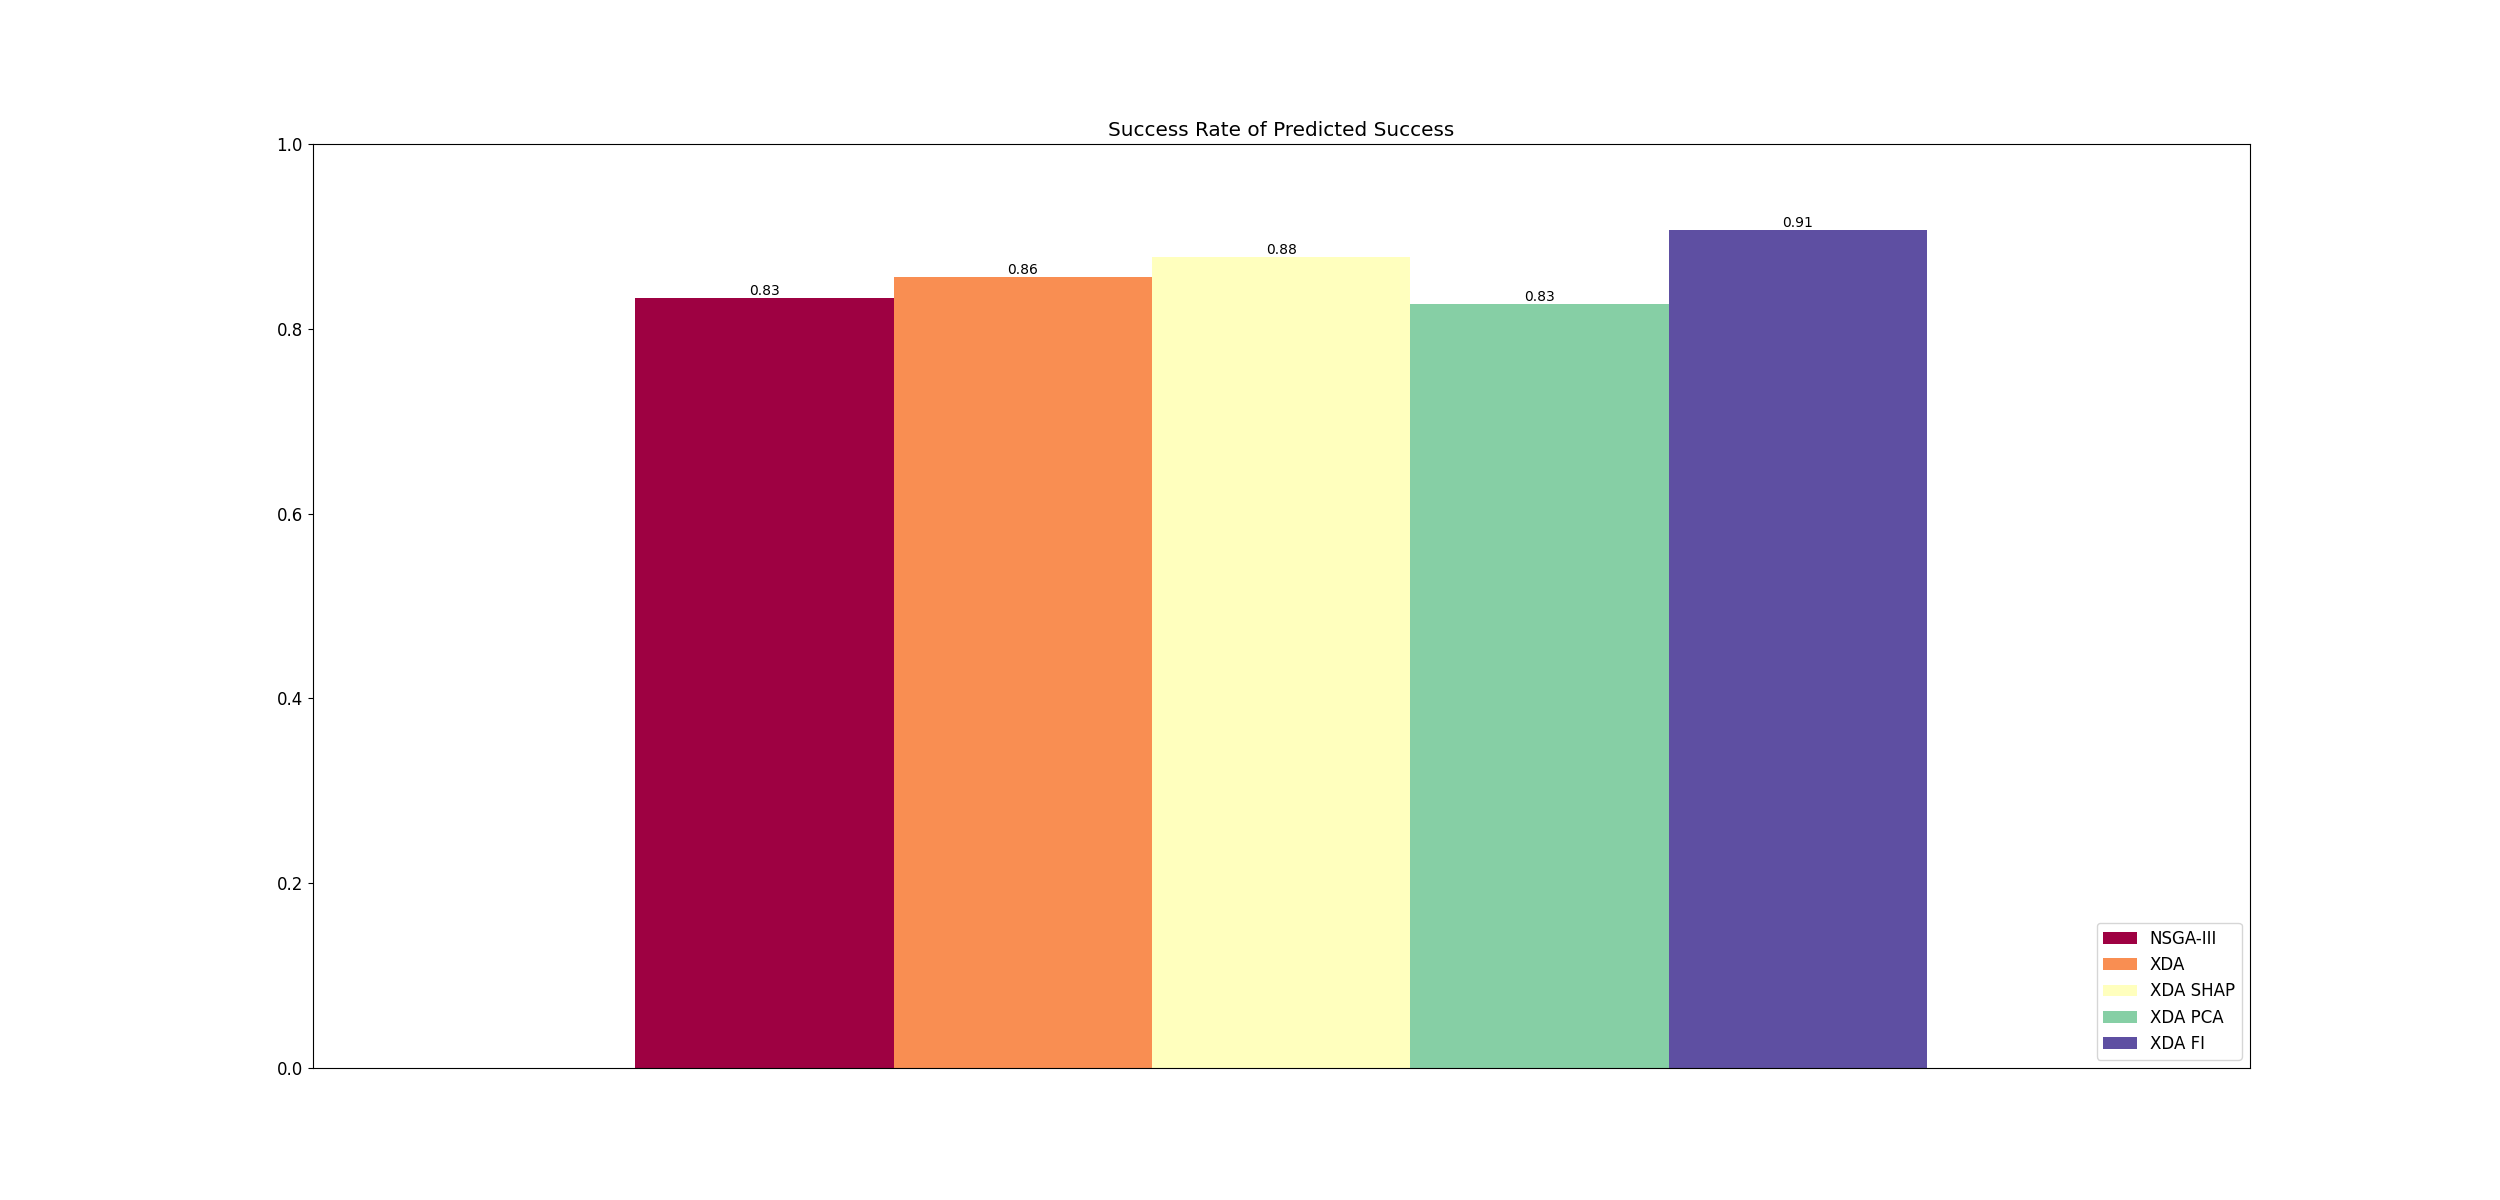 Success Rate of Predicted Success
1.0
0.8
0.6
0.4
0.2
0.0
0.83
0.86
0.88
0.83
0.91
NSGA-III
XDA
XDA SHAP
XDA PCA
XDA FI